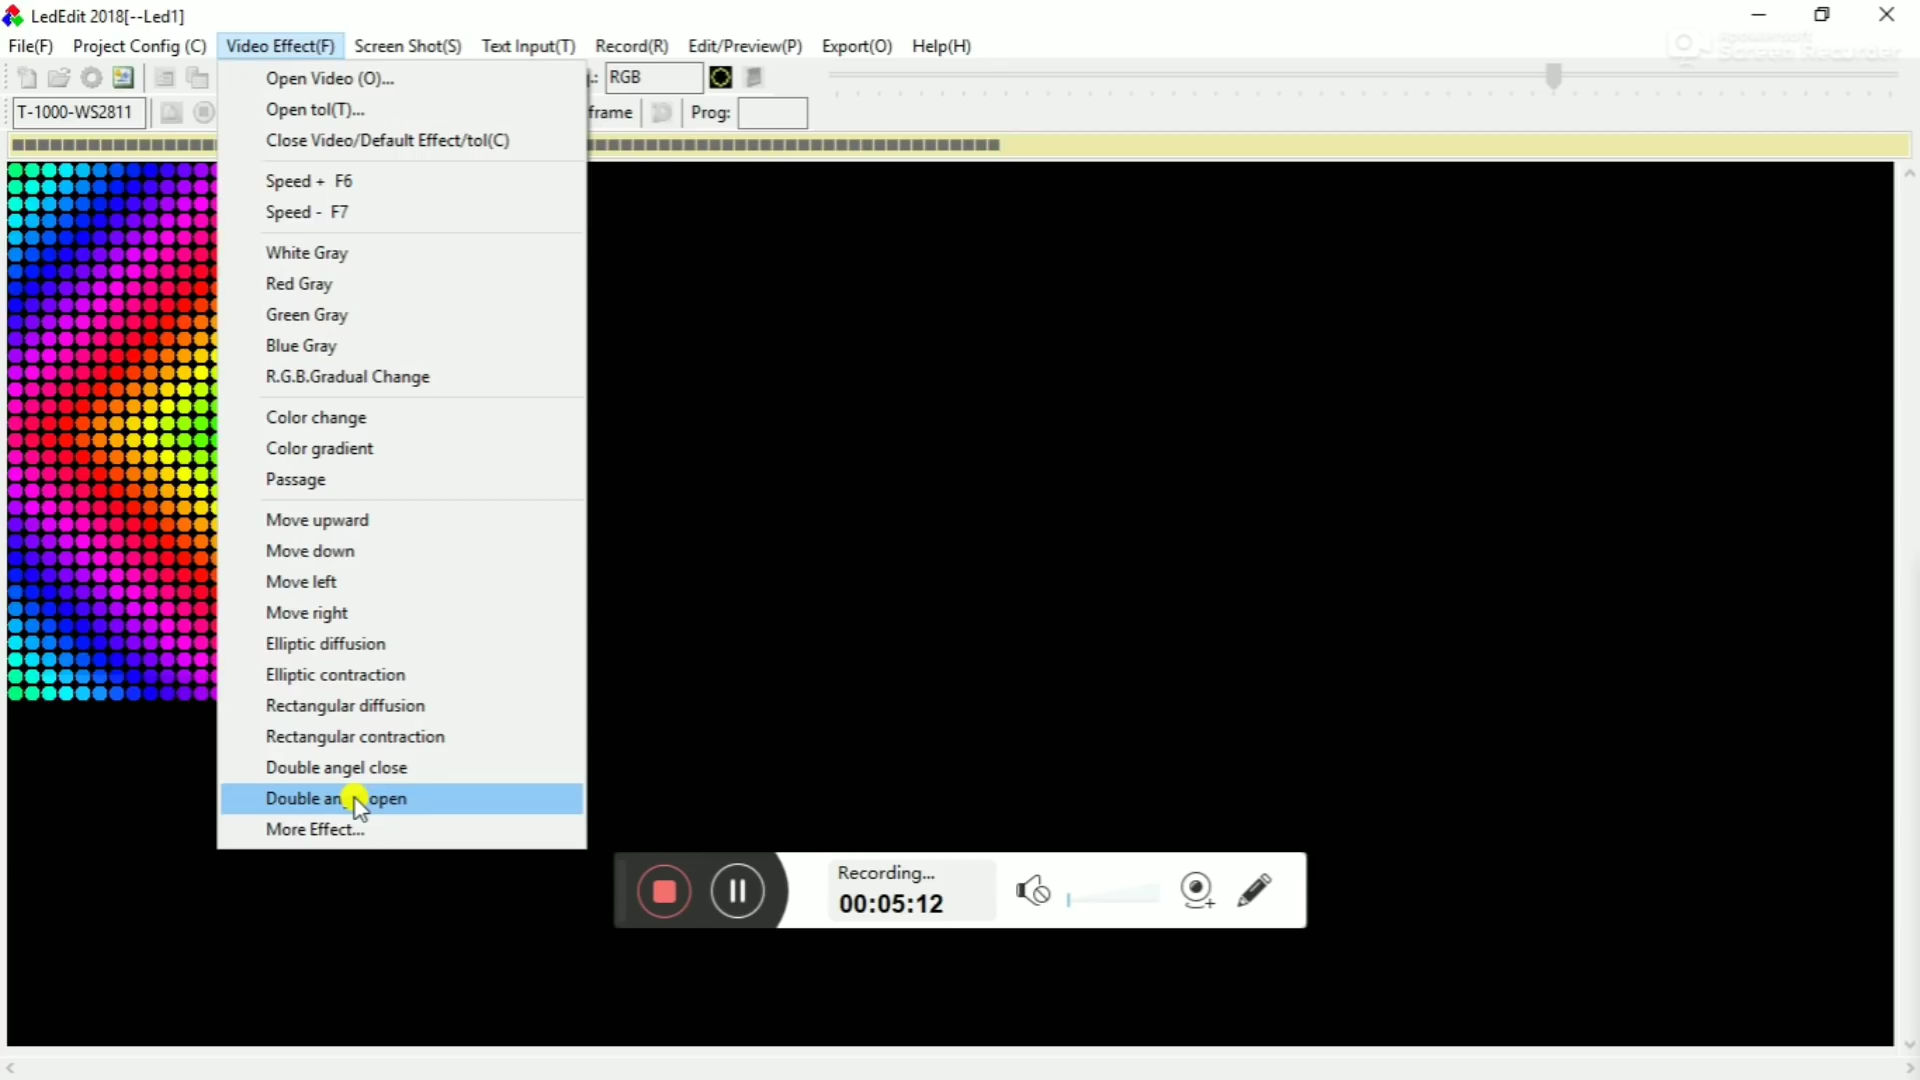 LedEdit 2018[--Led1]
File(F) Project Config (C) Video Effect(F) Screen Shot(S) Text Input(T) Record(R) Edit/Preview(P) Export(O) Help(H)
Apowersoft
Screen Recorder
RGB
T-1000-WS2811 frame Prog:
Open Video (O)...
Open tol(T)...
Close Video/Default Effect/tol(C)
Speed + F6
Speed - F7
White Gray
Red Gray
Green Gray
Blue Gray
R.G.B.Gradual Change
Color change
Color gradient
Passage
Move upward
Move down
Move left
Move right
Elliptic diffusion
Elliptic contraction
Rectangular diffusion
Rectangular contraction
Double angel close
Double open
More Effect...
Recording...
00:05:12